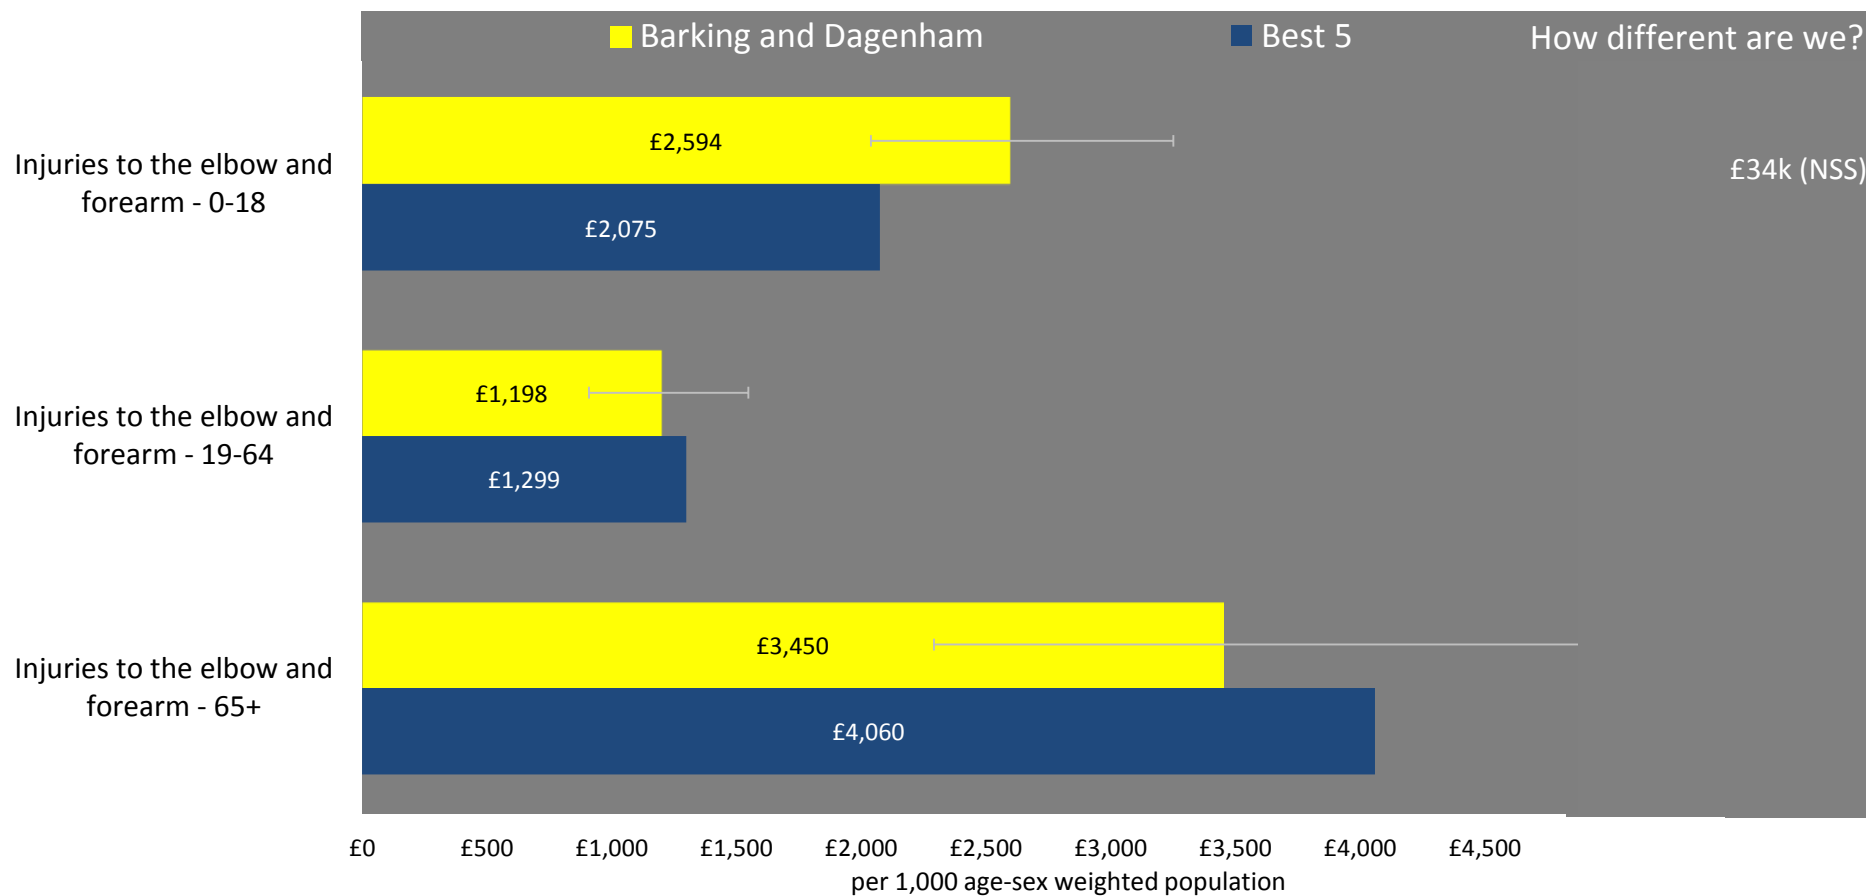 Barking and Dagenham Best 5 How different are we?
Injuries to the elbow and
forearm - 0-18
£2,594
£2,075
£34k (NSS)
Injuries to the elbow and
forearm - 19-64
£1,198
£1,299
Injuries to the elbow and
forearm - 65+
£3,450
£4,060
£0 £500 £1,000 £1,500 £2,000 £2,500 £3,000 £3,500 £4,000 £4,500
per 1,000 age-sex weighted population